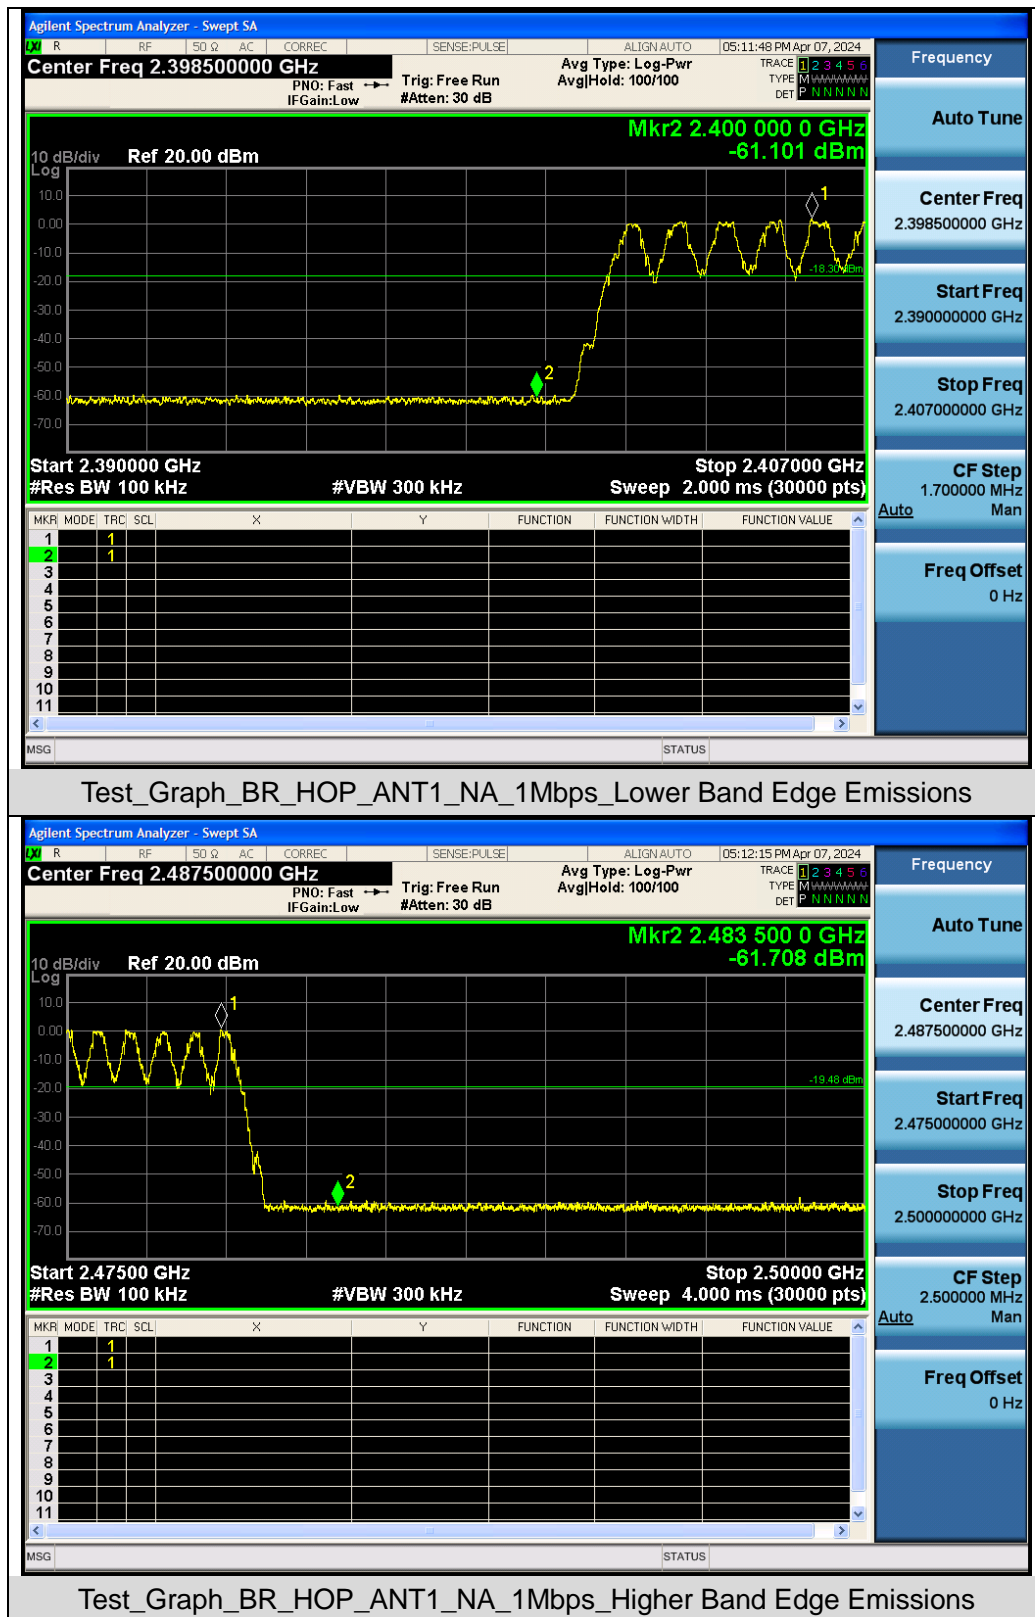 Agilent Spectrum Analyzer - Swept SA
LXI R RF 50 Ω AC CORREC SENSE:PULSE ALIGN AUTO 05:11:48 PM Apr 07, 2024
Center Freq 2.398500000 GHz
PNO: Fast
IFGain:Low
Trig: Free Run
#Atten: 30 dB
Avg Type: Log-Pwr
Avg|Hold: 100/100
TRACE 1 2 3 4 5 6
TYPE M
DET P N N N N N
Mkr2 2.400 000 0 GHz
-61.101 dBm
10 dB/div Ref 20.00 dBm
Log
10.0
0.00
-10.0
-20.0
-30.0
-40.0
-50.0
-60.0
-70.0
1
-18.30 dBm
2
Start 2.390000 GHz Stop 2.407000 GHz
#Res BW 100 kHz #VBW 300 kHz Sweep 2.000 ms (30000 pts)
MKR MODE TRC SCL X Y FUNCTION FUNCTION WIDTH FUNCTION VALUE
1 1
2 1
3
4
5
6
7
8
9
10
11
MSG STATUS
Frequency
Auto Tune
Center Freq
2.398500000 GHz
Start Freq
2.390000000 GHz
Stop Freq
2.407000000 GHz
CF Step
1.700000 MHz
Auto Man
Freq Offset
0 Hz
Test_Graph_BR_HOP_ANT1_NA_1Mbps_Lower Band Edge Emissions
Agilent Spectrum Analyzer - Swept SA
LXI R RF 50 Ω AC CORREC SENSE:PULSE ALIGN AUTO 05:12:15 PM Apr 07, 2024
Center Freq 2.487500000 GHz
PNO: Fast
IFGain:Low
Trig: Free Run
#Atten: 30 dB
Avg Type: Log-Pwr
Avg|Hold: 100/100
TRACE 1 2 3 4 5 6
TYPE M
DET P N N N N N
Mkr2 2.483 500 0 GHz
-61.708 dBm
10 dB/div Ref 20.00 dBm
Log
10.0
0.00
-10.0
-20.0
-30.0
-40.0
-50.0
-60.0
-70.0
1
-19.48 dBm
2
Start 2.47500 GHz Stop 2.50000 GHz
#Res BW 100 kHz #VBW 300 kHz Sweep 4.000 ms (30000 pts)
MKR MODE TRC SCL X Y FUNCTION FUNCTION WIDTH FUNCTION VALUE
1 1
2 1
3
4
5
6
7
8
9
10
11
MSG STATUS
Frequency
Auto Tune
Center Freq
2.487500000 GHz
Start Freq
2.475000000 GHz
Stop Freq
2.500000000 GHz
CF Step
2.500000 MHz
Auto Man
Freq Offset
0 Hz
Test_Graph_BR_HOP_ANT1_NA_1Mbps_Higher Band Edge Emissions